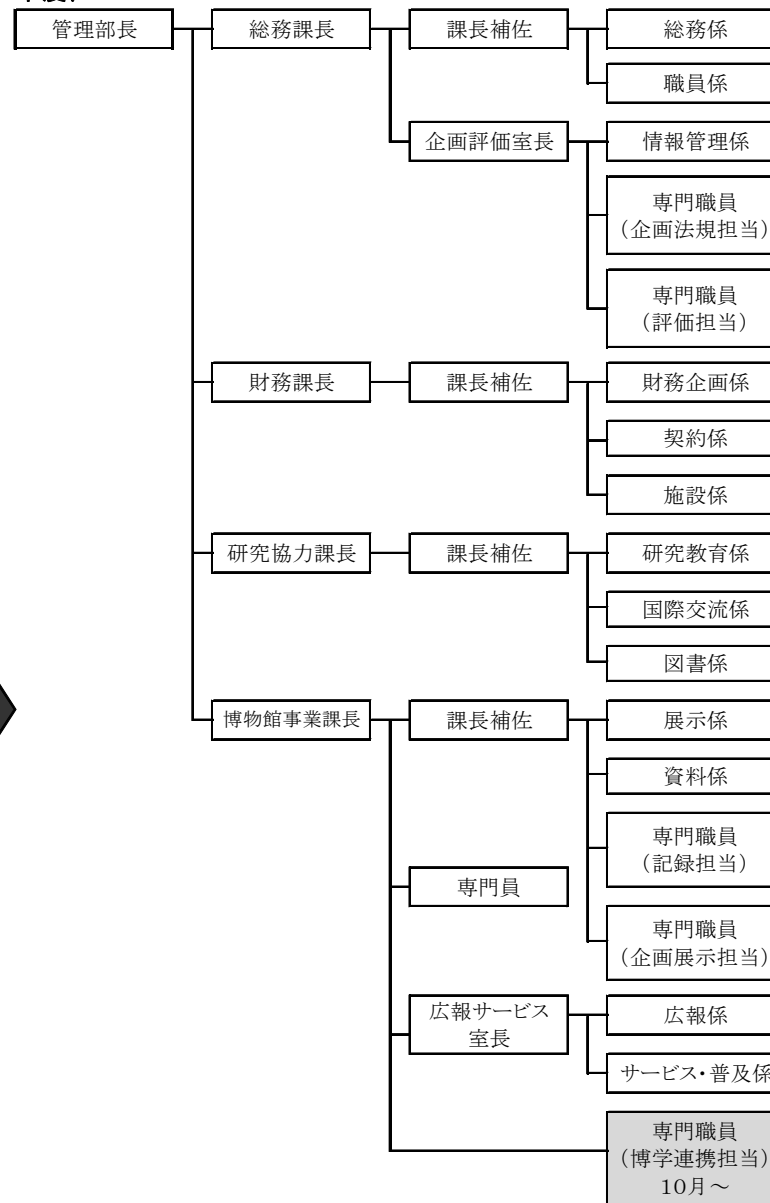 管理部長
総務課長
課長補佐
総務係
職員係
企画評価室長
情報管理係
専門職員
（企画法規担当）
専門職員
（評価担当）
財務課長
課長補佐
財務企画係
契約係
施設係
研究協力課長
課長補佐
研究教育係
国際交流係
図書係
博物館事業課長
課長補佐
展示係
資料係
専門職員
（記録担当）
専門職員
（企画展示担当）
専門員
広報サービス
室長
広報係
サービス・普及係
専門職員
（博学連携担当）
10月～